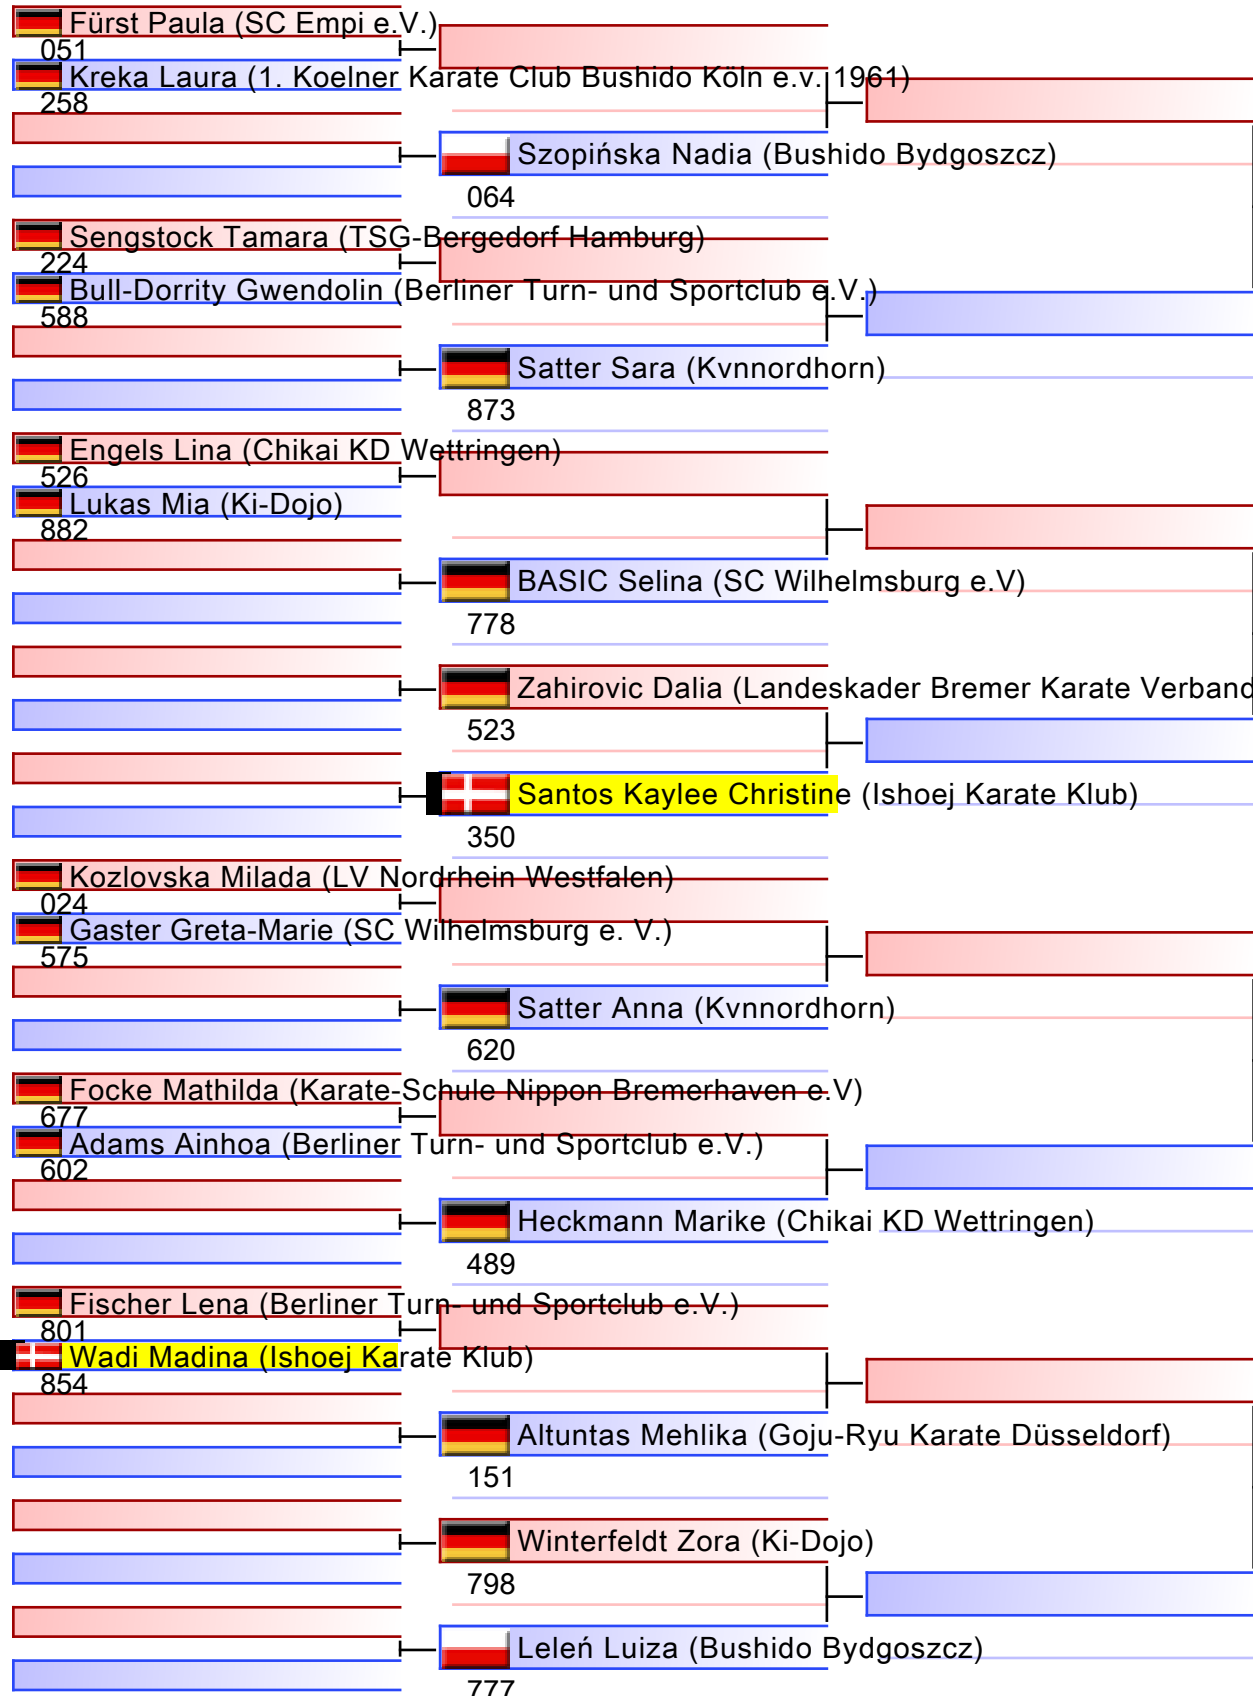 Fürst Paula (SC Empi e.V.)
051
Kreka Laura (1. Koelner Karate Club Bushido Köln e.v. 1961)
258
Szopińska Nadia (Bushido Bydgoszcz)
064
Sengstock Tamara (TSG-Bergedorf Hamburg)
224
Bull-Dorrity Gwendolin (Berliner Turn- und Sportclub e.V.)
588
Satter Sara (Kvnnordhorn)
873
Engels Lina (Chikai KD Wettringen)
526
Lukas Mia (Ki-Dojo)
882
BASIC Selina (SC Wilhelmsburg e.V)
778
Zahirovic Dalia (Landeskader Bremer Karate Verband
523
Santos Kaylee Christine (Ishoej Karate Klub)
350
Kozlovska Milada (LV Nordrhein Westfalen)
024
Gaster Greta-Marie (SC Wilhelmsburg e. V.)
575
Satter Anna (Kvnnordhorn)
620
Focke Mathilda (Karate-Schule Nippon Bremerhaven e.V)
677
Adams Ainhoa (Berliner Turn- und Sportclub e.V.)
602
Heckmann Marike (Chikai KD Wettringen)
489
Fischer Lena (Berliner Turn- und Sportclub e.V.)
801
Wadi Madina (Ishoej Karate Klub)
854
Altuntas Mehlika (Goju-Ryu Karate Düsseldorf)
151
Winterfeldt Zora (Ki-Dojo)
798
Leleń Luiza (Bushido Bydgoszcz)
777